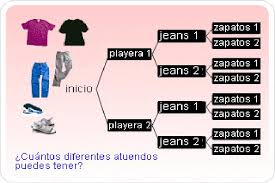 zapatos 1
jeans 1
zapatos 2
playera 1
zapatos 1
jeans 2
zapatos 2
inicio
zapatos 1
jeans 1
zapatos 2
playera 2
zapatos 1
jeans 2
zapatos 2
¿Cuántos diferentes atuendos
puedes tener?